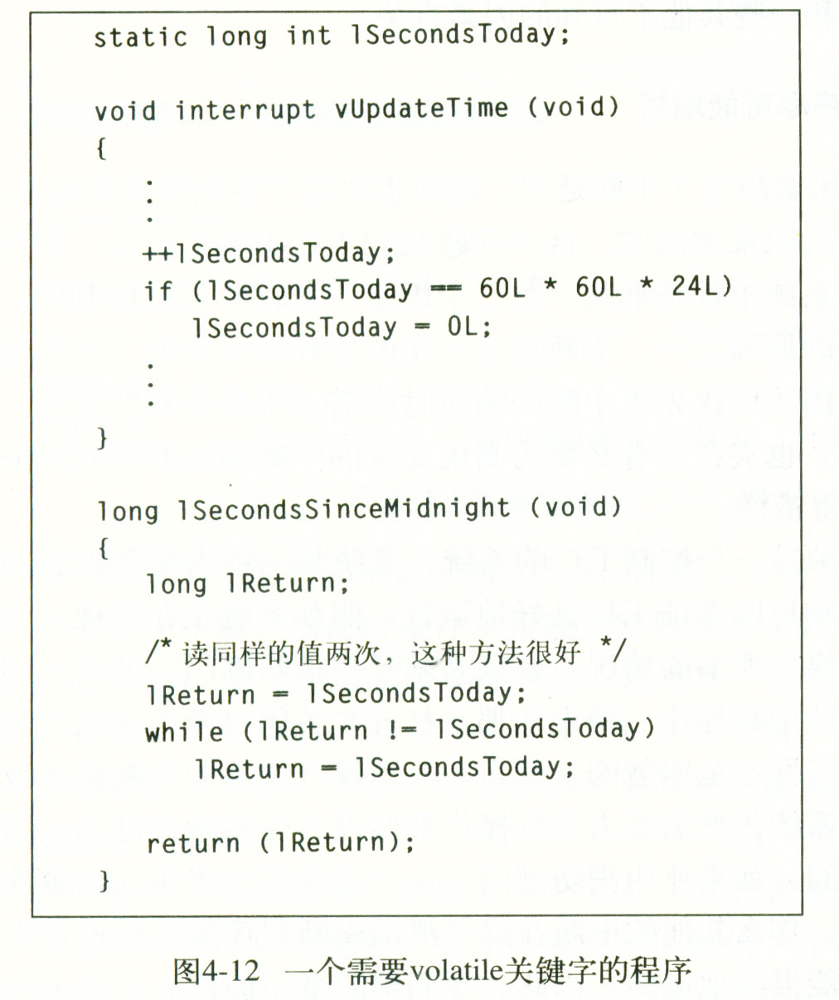 static long int lSecondsToday;
void interrupt vUpdateTime (void)
{
.
.
.
++lSecondsToday;
if (lSecondsToday == 60L * 60L * 24L)
lSecondsToday = 0L;
.
.
.
}
long lSecondsSinceMidnight (void)
{
long lReturn;
/* 读同样的值两次，这种方法很好 */
lReturn = lSecondsToday;
while (lReturn != lSecondsToday)
lReturn = lSecondsToday;
return (lReturn);
}
图4-12 一个需要volatile关键字的程序